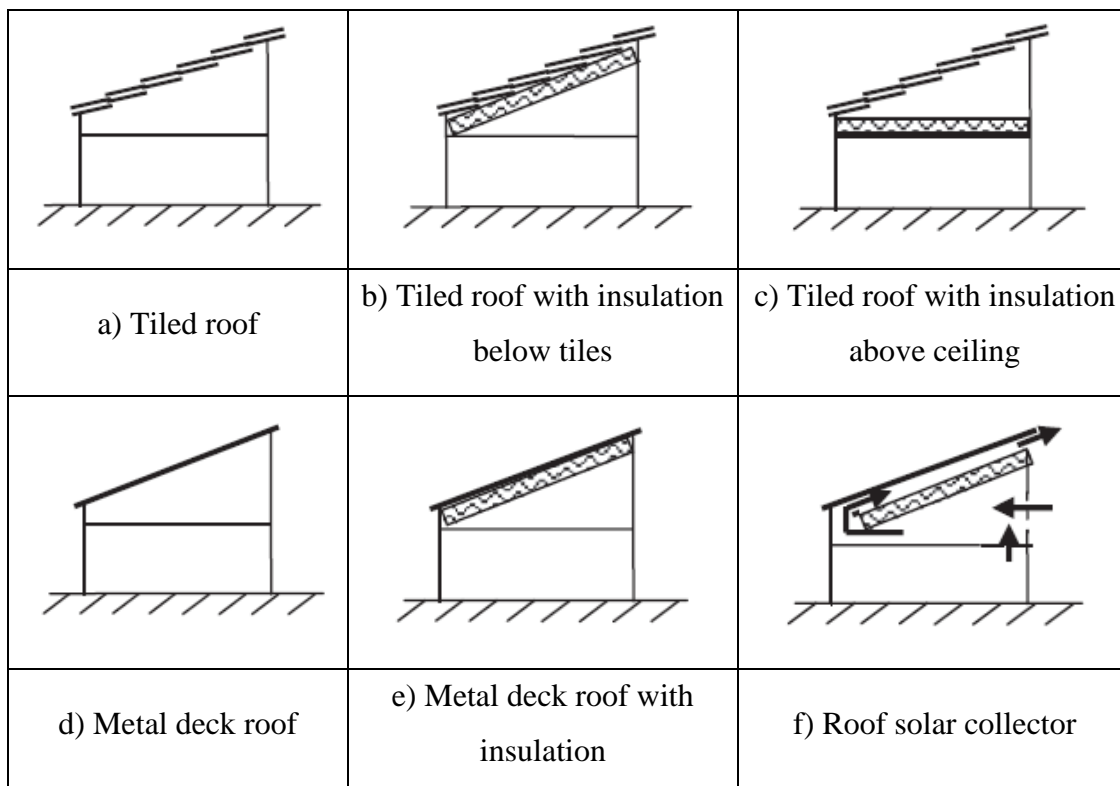 a) Tiled roof
b) Tiled roof with insulation
below tiles
c) Tiled roof with insulation
above ceiling
d) Metal deck roof
e) Metal deck roof with
insulation
f) Roof solar collector